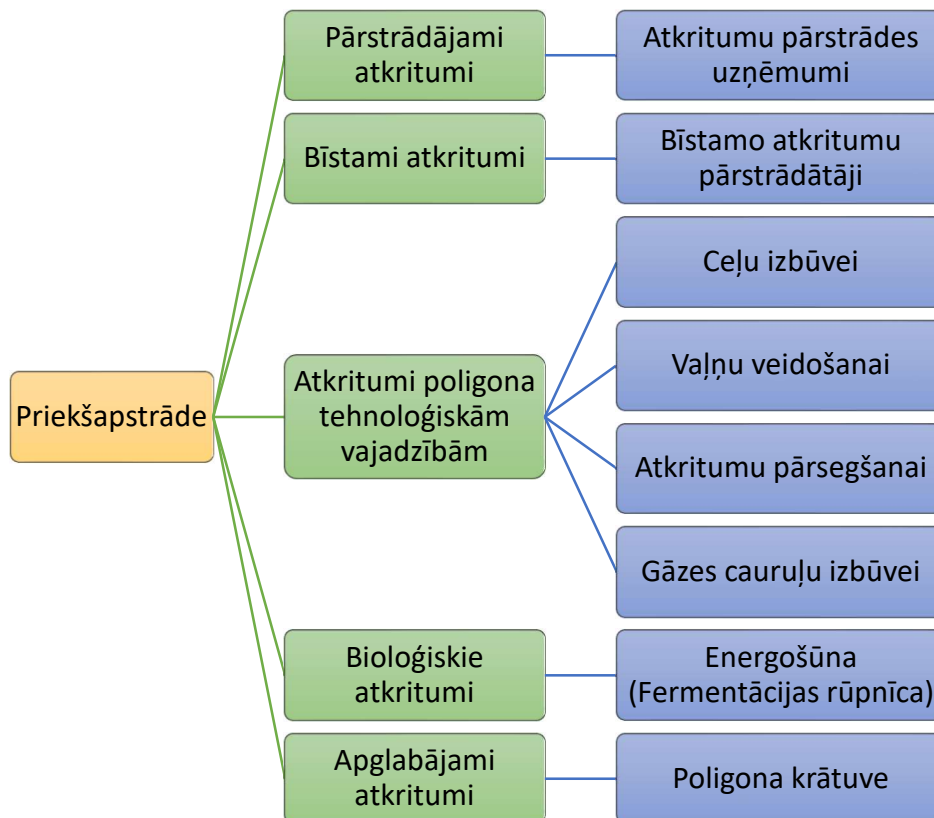 Pārstrādājami
atkritumi
Atkritumu pārstrādes
uzņēmumi
Bīstami atkritumi
Bīstamo atkritumu
pārstrādātāji
Ceļu izbūvei
Vaļņu veidošanai
Priekšapstrāde
Atkritumi poligona
tehnoloģiskām
vajadzībām
Atkritumu pārsegšanai
Gāzes cauruļu izbūvei
Bioloģiskie
atkritumi
Energošūna
(Fermentācijas rūpnīca)
Apglabājami
atkritumi
Poligona krātuve